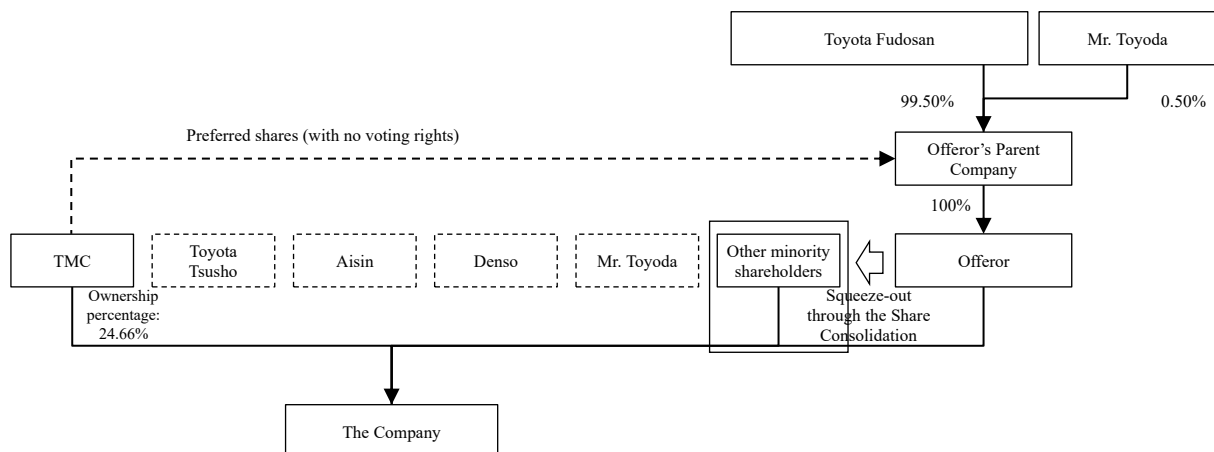 Toyota Fudosan
Mr. Toyoda
99.50%
0.50%
Preferred shares (with no voting rights)
Offeror’s Parent
Company
100%
TMC
Toyota
Tsusho
Aisin
Denso
Mr. Toyoda
Other minority
shareholders
Offeror
Ownership
percentage:
24.66%
Squeeze-out
through the Share
Consolidation
The Company